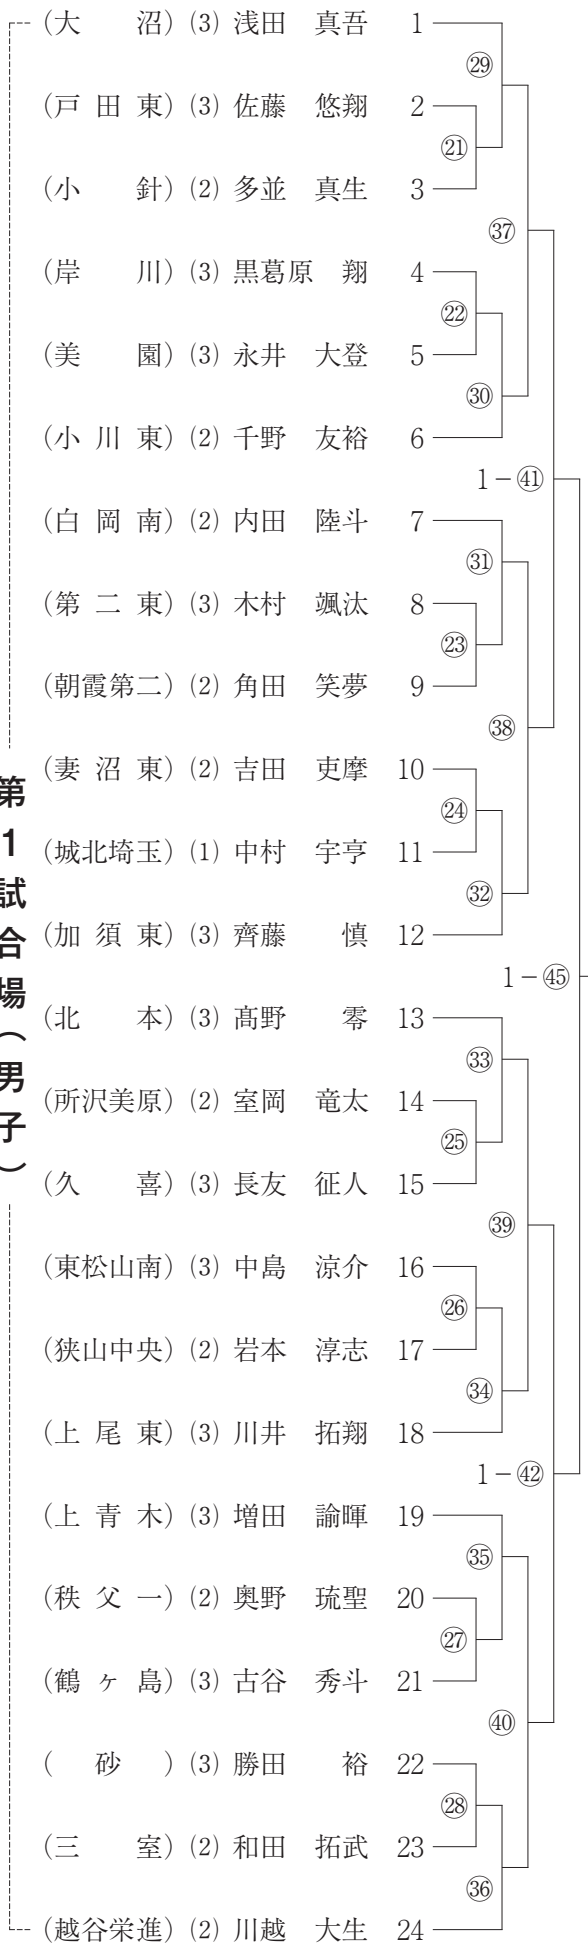 (大　沼) (3) 浅田　真吾 1
㉙
(戸田東) (3) 佐藤　悠翔 2
㉑
(小　針) (2) 多並　真生 3
㊲
(岸　川) (3) 黒葛原　翔 4
㉒
(美　園) (3) 永井　大登 5
㉚
(小川東) (2) 千野　友裕 6
1－㊶
(白岡南) (2) 内田　陸斗 7
㉛
(第二東) (3) 木村　颯汰 8
㉓
(朝霞第二) (2) 角田　笑夢 9
㊳
(妻沼東) (2) 吉田　吏摩 10
㉔
(城北埼玉) (1) 中村　宇亨 11
㉜
(加須東) (3) 齊藤　慎 12
1－㊺
(北　本) (3) 髙野　零 13
㉝
(所沢美原) (2) 室岡　竜太 14
㉕
(久　喜) (3) 長友　征人 15
㊴
(東松山南) (3) 中島　涼介 16
㉖
(狭山中央) (2) 岩本　淳志 17
㉞
(上尾東) (3) 川井　拓翔 18
1－㊷
(上青木) (3) 増田　諭暉 19
㉟
(秩父一) (2) 奥野　琉聖 20
㉗
(鶴ヶ島) (3) 古谷　秀斗 21
㊵
(砂) (3) 勝田　裕 22
㉘
(三　室) (2) 和田　拓武 23
㊱
(越谷栄進) (2) 川越　大生 24
第1試合場（男子）